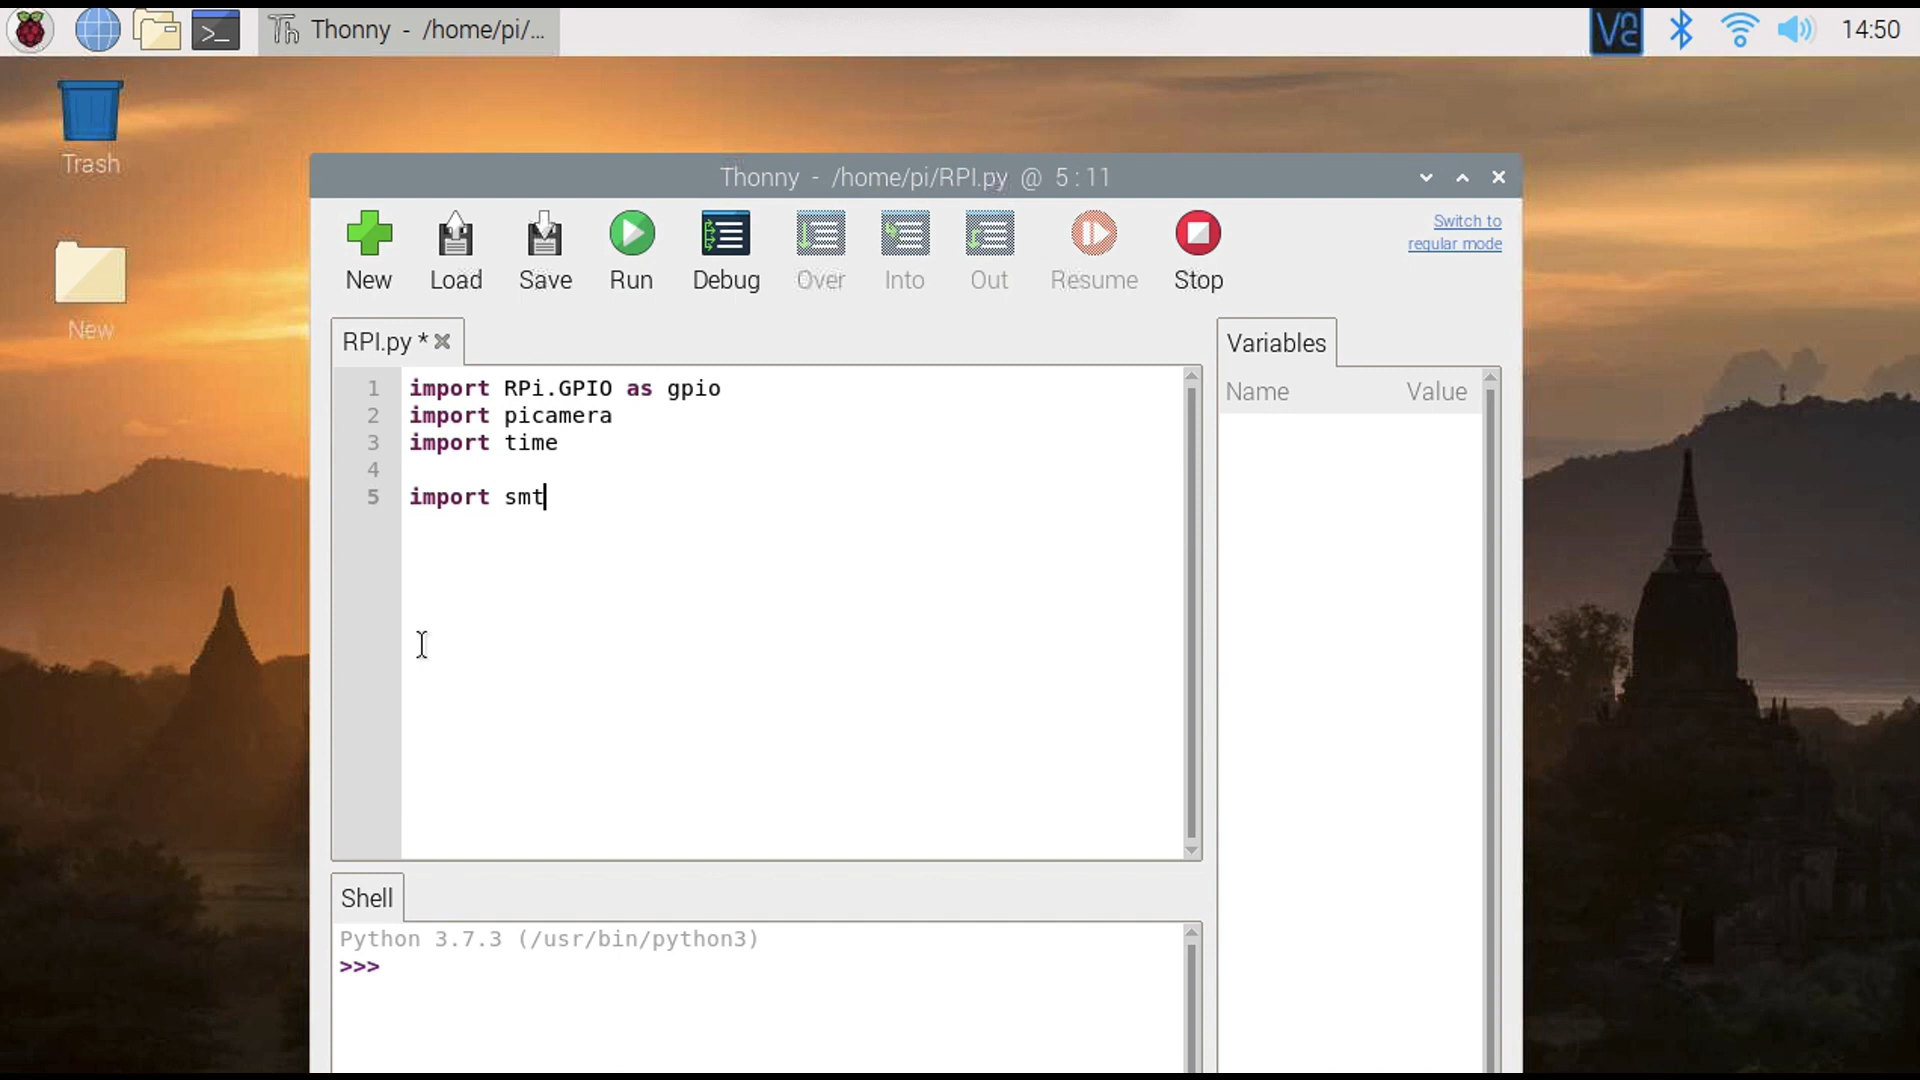 Thonny - /home/pi/...
14:50
Trash
New
Thonny - /home/pi/RPI.py @ 5 : 11
New Load Save Run Debug Over Into Out Resume Stop
Switch to
regular mode
RPI.py *
Variables
Name Value
1 import RPi.GPIO as gpio
2 import picamera
3 import time
4
5 import smt
Shell
Python 3.7.3 (/usr/bin/python3)
>>>